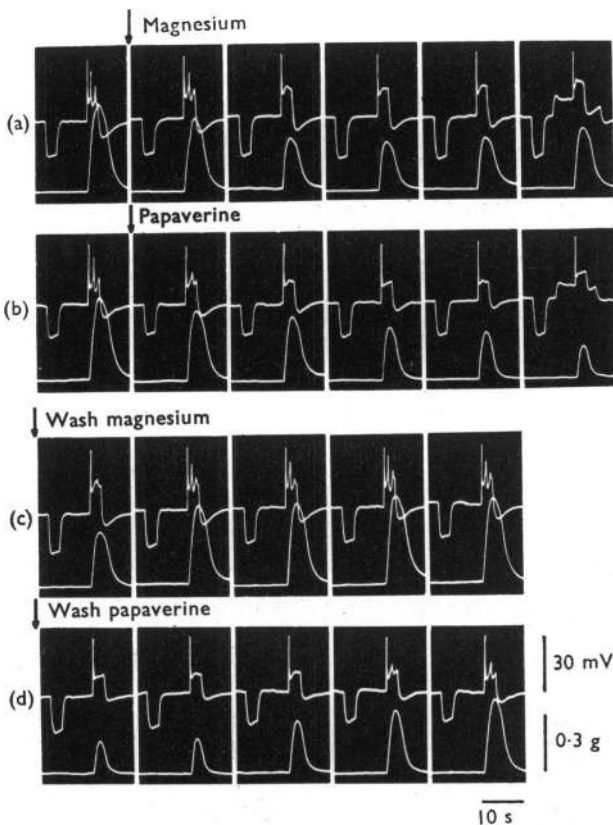 Magnesium
(a)
Papaverine
(b)
Wash magnesium
(c)
Wash papaverine
(d)
30 mV
0·3 g
10 s